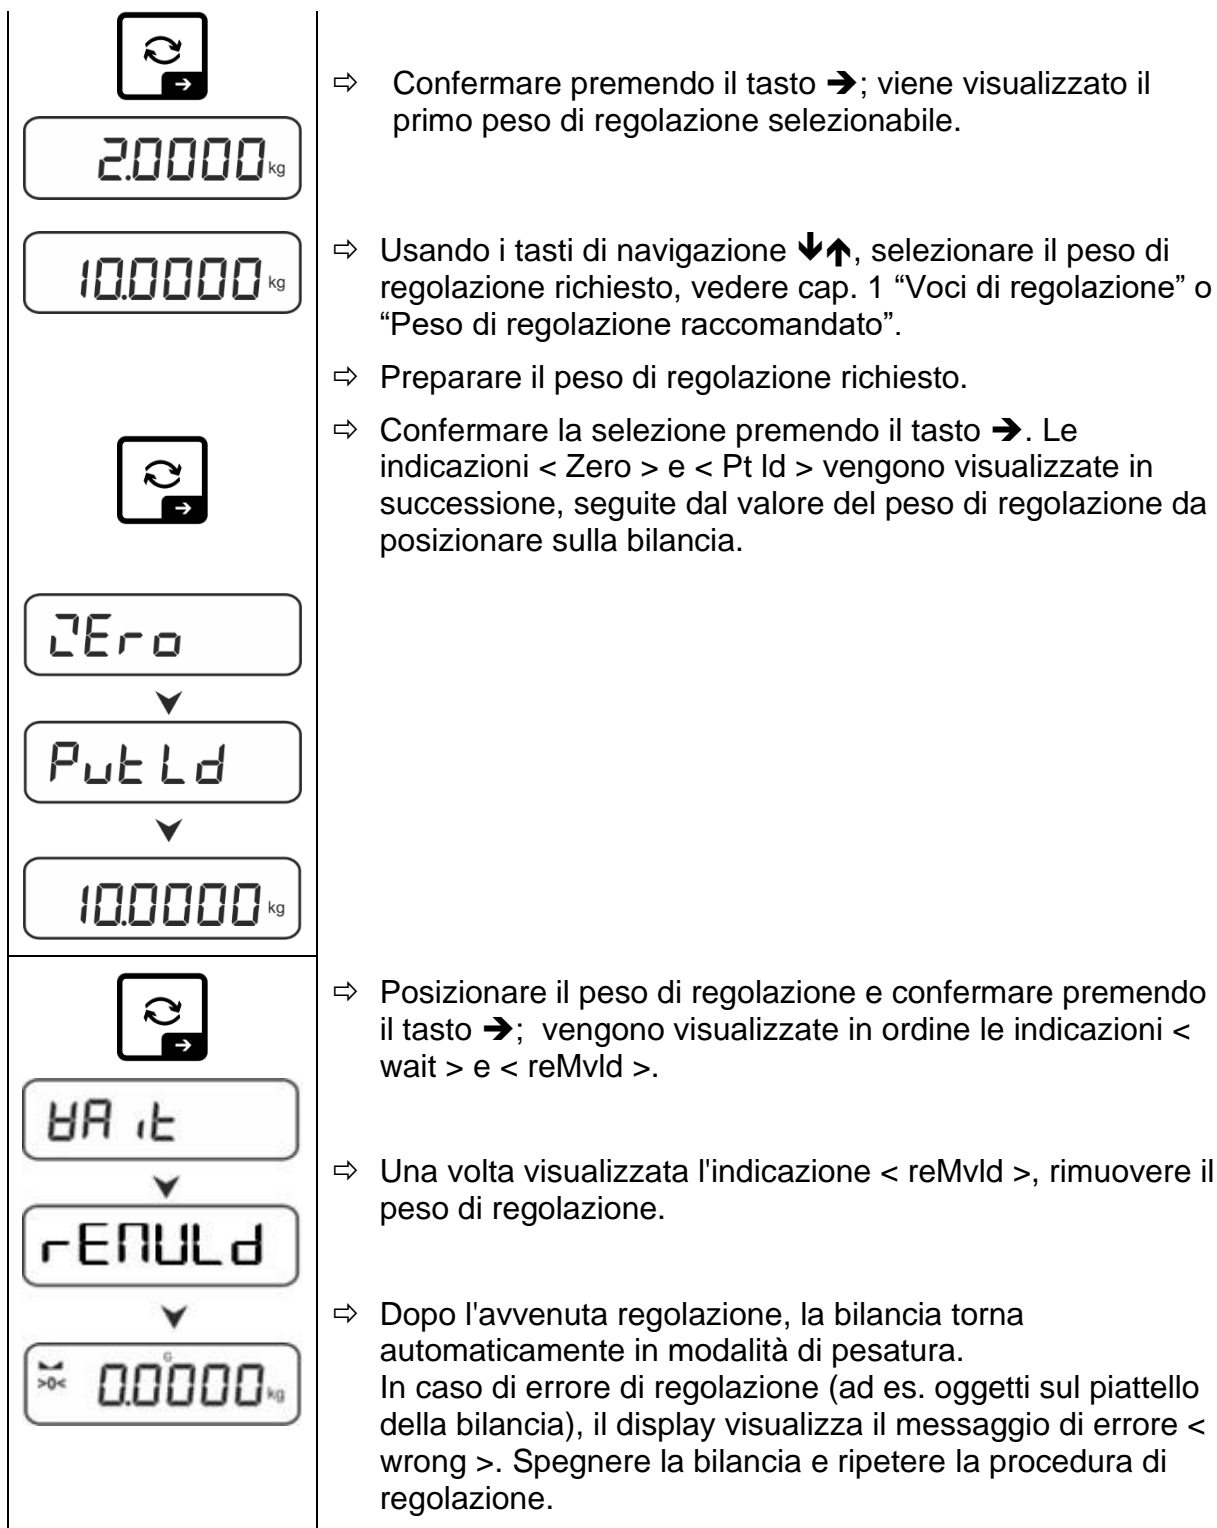 ⇨ Confermare premendo il tasto 🡺; viene visualizzato il
primo peso di regolazione selezionabile.
2.0000 kg
10.0000 kg
⇨ Usando i tasti di navigazione 🡻🡹, selezionare il peso di
regolazione richiesto, vedere cap. 1 “Voci di regolazione” o
“Peso di regolazione raccomandato”.
⇨ Preparare il peso di regolazione richiesto.
⇨ Confermare la selezione premendo il tasto 🡺. Le
indicazioni < Zero > e < Pt ld > vengono visualizzate in
successione, seguite dal valore del peso di regolazione da
posizionare sulla bilancia.
ZEro
Put Ld
10.0000 kg
⇨ Posizionare il peso di regolazione e confermare premendo
il tasto 🡺; vengono visualizzate in ordine le indicazioni <
wait > e < reMvld >.
WAit
⇨ Una volta visualizzata l'indicazione < reMvld >, rimuovere il
peso di regolazione.
rEMVLd
⇨ Dopo l'avvenuta regolazione, la bilancia torna
automaticamente in modalità di pesatura.
>0< G 0.0000 kg
In caso di errore di regolazione (ad es. oggetti sul piattello
della bilancia), il display visualizza il messaggio di errore <
wrong >. Spegnere la bilancia e ripetere la procedura di
regolazione.